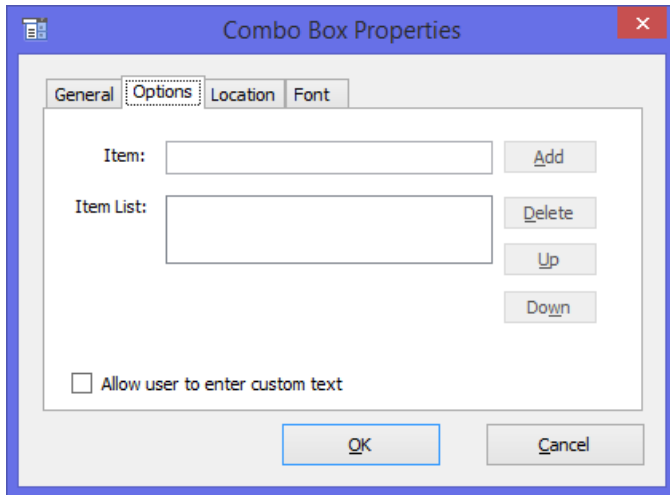 Combo Box Properties
General Options Location Font
Item: Add
Item List: Delete
Up
Down
Allow user to enter custom text
OK Cancel